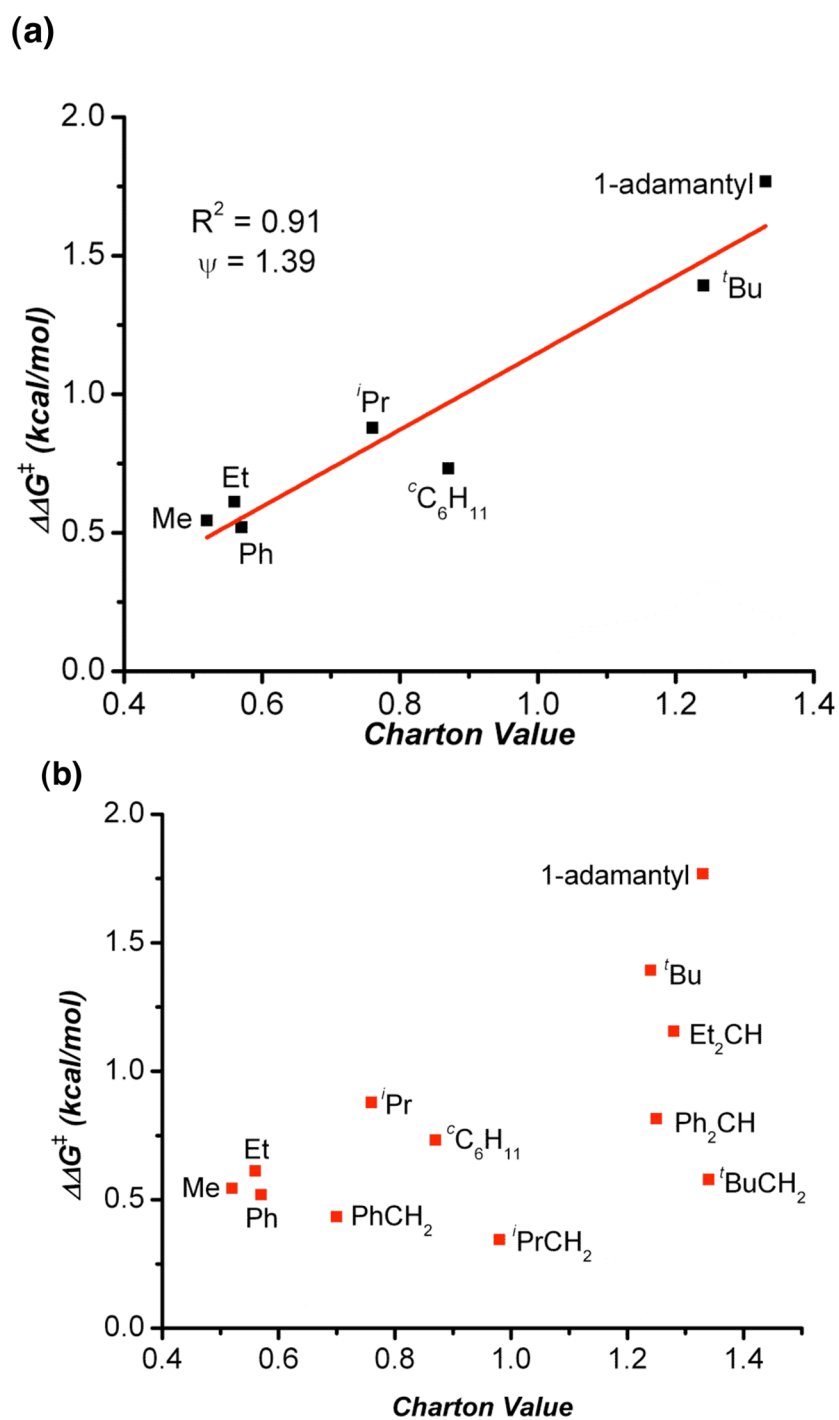 (a)
2.0
1-adamantyl
R² = 0.91
ψ = 1.39
1.5
ᵗBu
ΔΔG‡ (kcal/mol)
1.0
ⁱPr
Et
ᶜC₆H₁₁
Me
0.5
Ph
0.0
0.4 0.6 0.8 1.0 1.2 1.4
Charton Value
(b)
2.0
1-adamantyl
1.5
ᵗBu
Et₂CH
ΔΔG‡ (kcal/mol)
1.0
ⁱPr
Ph₂CH
ᶜC₆H₁₁
Et
ᵗBuCH₂
Me
0.5
Ph
PhCH₂
ⁱPrCH₂
0.0
0.4 0.6 0.8 1.0 1.2 1.4
Charton Value